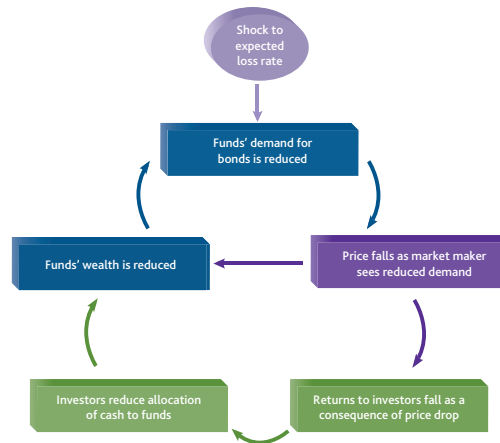 Shock to
expected
loss rate
Funds' demand for
bonds is reduced
Funds' wealth is reduced
Price falls as market maker
sees reduced demand
Investors reduce allocation
of cash to funds
Returns to investors fall as a
consequence of price drop